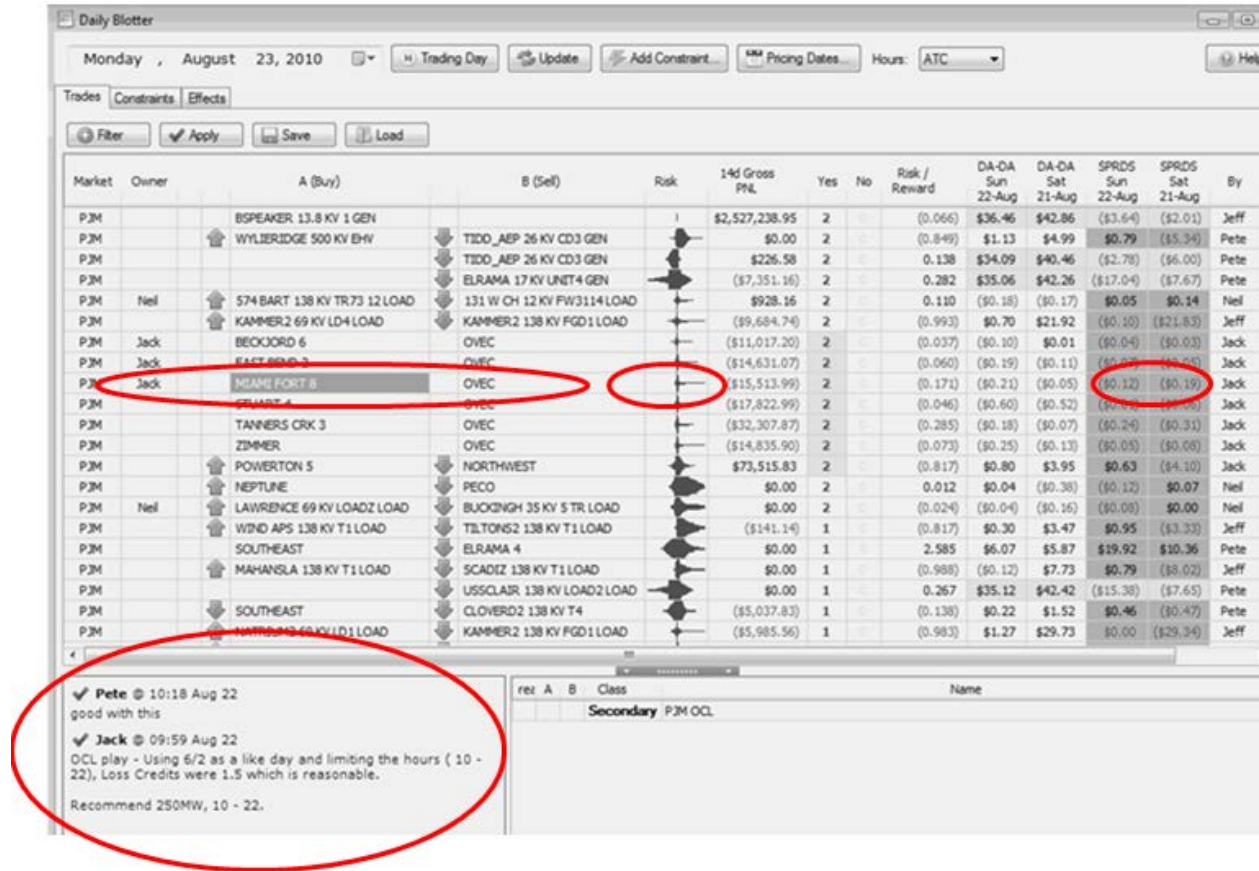 Daily Blotter
Monday , August 23, 2010 Trading Day Update Add Constraint... Pricing Dates... Hours: ATC Help
Trades Constraints Effects
Filter Apply Save Load
Market Owner A (Buy) B (Sell) Risk 14d Gross PNL Yes No Risk / Reward DA-DA Sun 22-Aug DA-DA Sat 21-Aug SPRDS Sun 22-Aug SPRDS Sat 21-Aug By
PJM BSPEAKER 13.8 KV 1 GEN $2,527,238.95 2 (0.066) $36.46 $42.86 ($3.64) ($2.01) Jeff
PJM WYLIERIDGE 500 KV EHV TIDD_AEP 26 KV CD3 GEN $0.00 2 (0.849) $1.13 $4.99 $0.79 ($5.34) Pete
PJM TIDD_AEP 26 KV CD3 GEN $226.58 2 0.138 $34.09 $40.46 ($2.78) ($6.00) Pete
PJM ELRAMA 17 KV UNIT4 GEN ($7,351.16) 2 0.282 $35.06 $42.26 ($17.04) ($7.67) Pete
PJM Neil 574 BART 138 KV TR73 12 LOAD 131 W CH 12 KV FW3114 LOAD $928.16 2 0.110 ($0.18) ($0.17) $0.05 $0.14 Neil
PJM KAMMER2 69 KV LD4 LOAD KAMMER2 138 KV FGD1 LOAD ($9,684.74) 2 (0.993) $0.70 $21.92 ($0.10) ($21.83) Jeff
PJM Jack BECKJORD 6 OVEC ($11,017.20) 2 (0.037) ($0.10) $0.01 ($0.04) ($0.03) Jack
PJM Jack EAST BEND 2 OVEC ($14,631.07) 2 (0.060) ($0.19) ($0.11) ($0.05) Jack
PJM Jack MIAMI FORT 8 OVEC ($15,513.99) 2 (0.171) ($0.21) ($0.05) ($0.12) ($0.19) Jack
PJM STUART 4 OVEC ($17,822.99) 2 (0.046) ($0.60) ($0.52) Jack
PJM TANNERS CRK 3 OVEC ($32,307.87) 2 (0.285) ($0.18) ($0.07) ($0.24) ($0.31) Jack
PJM ZIMMER OVEC ($14,835.90) 2 (0.073) ($0.25) ($0.13) ($0.05) ($0.08) Jack
PJM POWERTON 5 NORTHWEST $73,515.83 2 (0.817) $0.80 $3.95 $0.63 ($4.10) Jack
PJM NEPTUNE PECO $0.00 2 0.012 $0.04 ($0.38) ($0.12) $0.07 Neil
PJM Neil LAWRENCE 69 KV LOADZ LOAD BUCKINGH 35 KV 5 TR LOAD $0.00 2 (0.024) ($0.04) ($0.16) ($0.08) $0.00 Neil
PJM WIND APS 138 KV T1 LOAD TILTONS2 138 KV T1 LOAD ($141.14) 1 (0.817) $0.30 $3.47 $0.95 ($3.33) Jeff
PJM SOUTHEAST ELRAMA 4 $0.00 1 2.585 $6.07 $5.87 $19.92 $10.36 Pete
PJM MAHANSLA 138 KV T1 LOAD SCADIZ 138 KV T1 LOAD $0.00 1 (0.988) ($0.12) $7.73 $0.79 ($8.02) Jeff
PJM USSCLAIR 138 KV LOAD2 LOAD $0.00 1 0.267 $35.12 $42.42 ($15.38) ($7.65) Pete
PJM SOUTHEAST CLOVERD2 138 KV T4 ($5,037.83) 1 (0.138) $0.22 $1.52 $0.46 ($0.47) Pete
PJM 69 KV LD1 LOAD KAMMER2 138 KV FGD1 LOAD ($5,985.56) 1 (0.983) $1.27 $29.73 $0.00 ($29.34) Jeff
Pete @ 10:18 Aug 22
good with this
Jack @ 09:59 Aug 22
OCL play - Using 6/2 as a like day and limiting the hours ( 10 -
22), Loss Credits were 1.5 which is reasonable.
Recommend 250MW, 10 - 22.
rez A B Class Name
Secondary PJM OCL